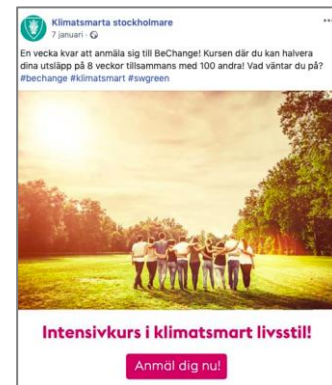 Klimatsmarta stockholmare
7 januari ·
En vecka kvar att anmäla sig till BeChange! Kursen där du kan halvera
dina utsläpp på 8 veckor tillsammans med 100 andra! Vad väntar du på?
#bechange #klimatsmart #swgreen
Intensivkurs i klimatsmart livsstil!
Anmäl dig nu!